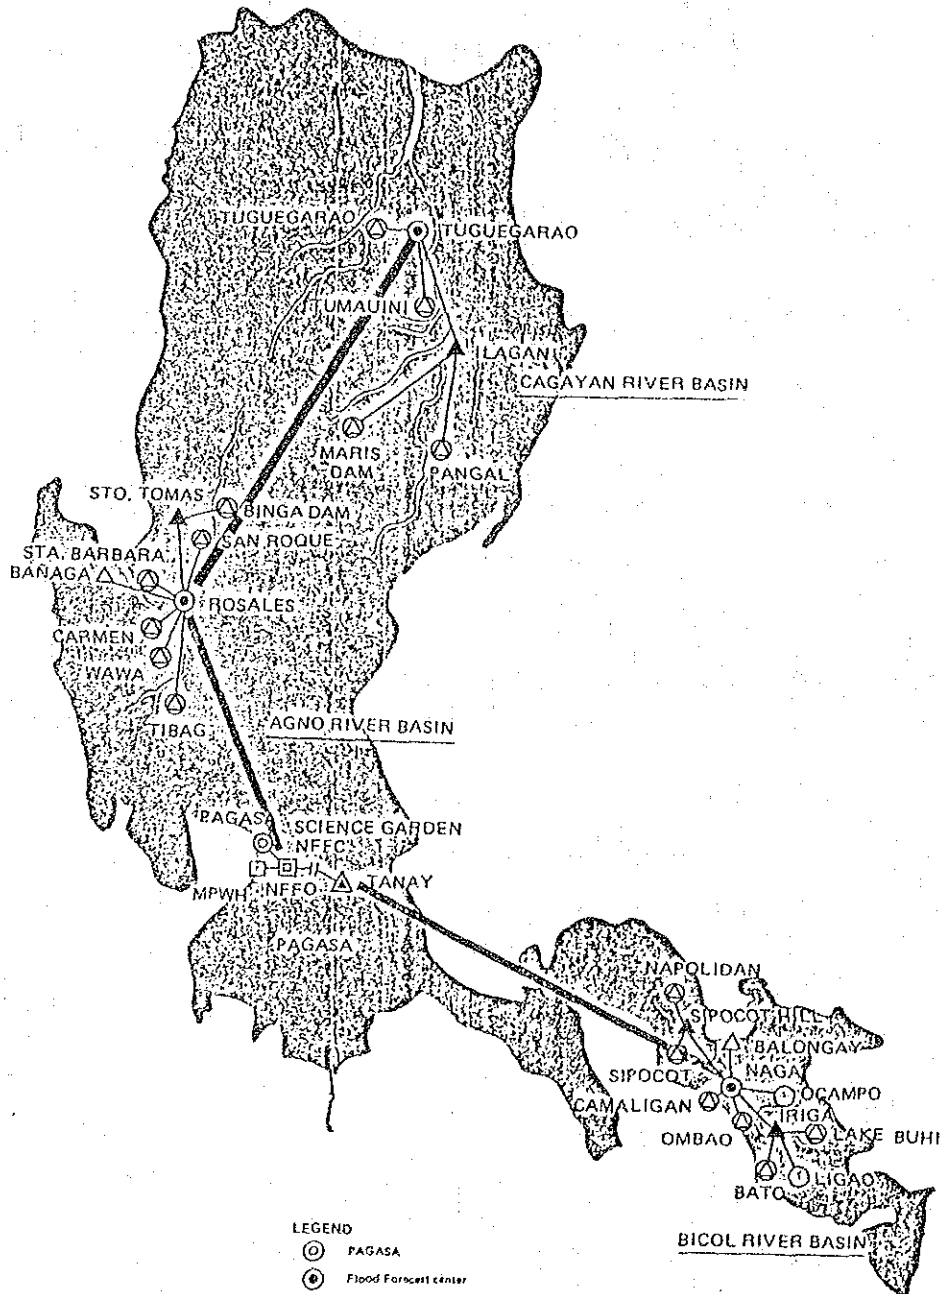 TUGUEGARAO
TUGUEGARAO
UMAUINI
ILAGAN
CAGAYAN RIVER BASIN
MARIS
DAM
PANGAL
STO. TOMAS
BINGA DAM
SAN ROQUE
STA. BARBARA
BAÑAGA
ROSALES
CARMEN
WAWA
TIBAG
AGNO RIVER BASIN
PAGASA
SCIENCE GARDEN
NFFC
MPWH
NFFO
TANAY
PAGASA
NAPOLIDAN
SIPOCOT HILL
BALONGAY
SIPOCOT
NAGA
CAMALIGAN
OCAMPO
IRIGA
OMBAO
LAKE BUHI
BATO
LIGAO
BICOL RIVER BASIN
LEGEND
PAGASA
Flood Forecast center